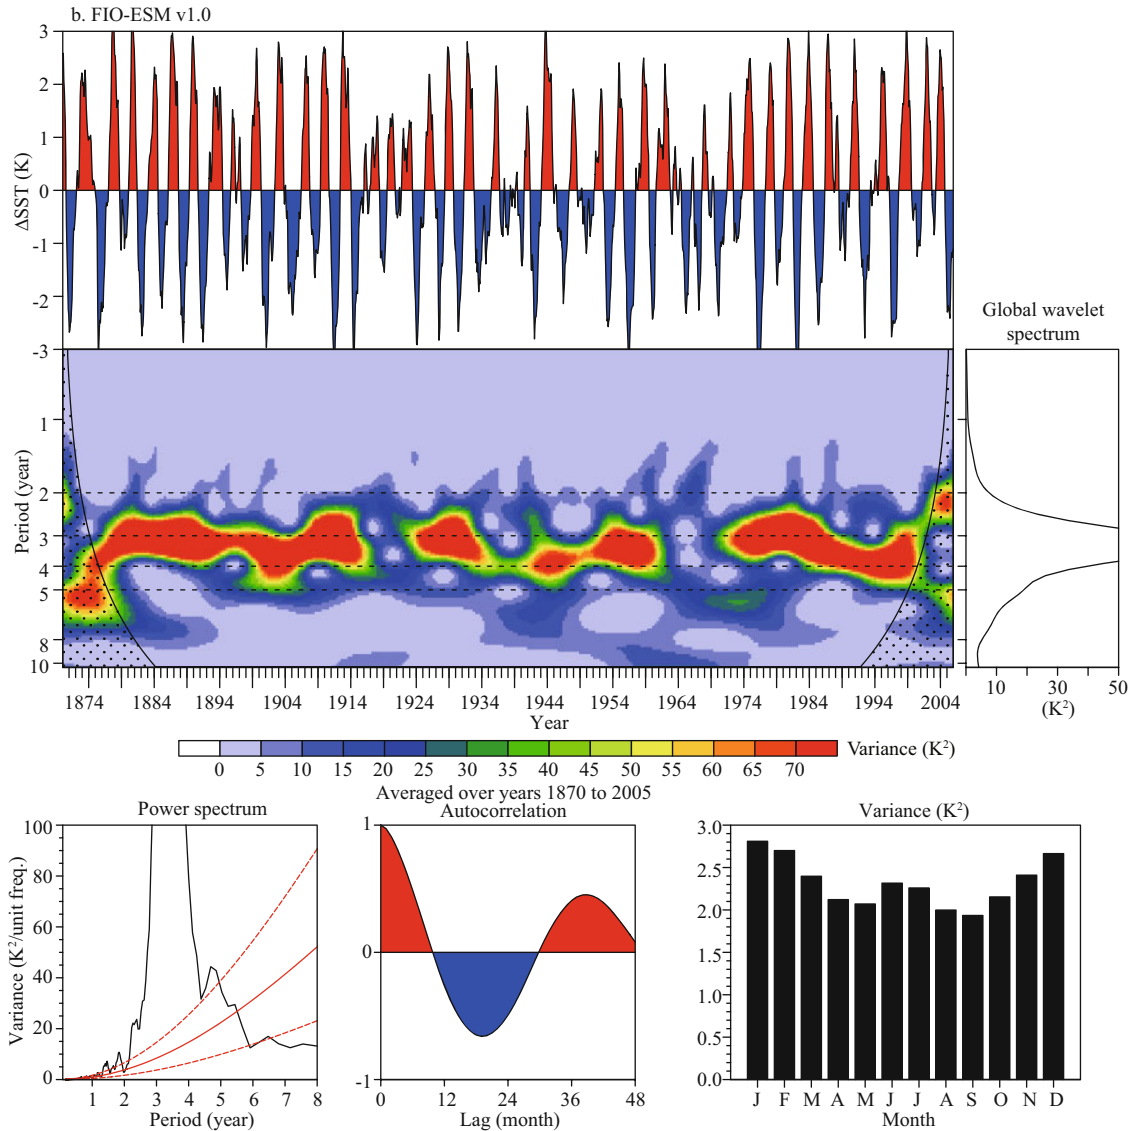 b. FIO-ESM v1.0
3
2
1
0
-1
-2
-3
ΔSST (K)
Global wavelet
spectrum
1
2
3
4
5
8
10
Period (year)
1874 1884 1894 1904 1914 1924 1934 1944 1954 1964 1974 1984 1994 2004
Year
10 30 50
(K²)
0 5 10 15 20 25 30 35 40 45 50 55 60 65 70
Variance (K²)
Averaged over years 1870 to 2005
Power spectrum
100
80
60
40
20
0
Variance (K²/unit freq.)
1 2 3 4 5 6 7 8
Period (year)
Autocorrelation
1
0
-1
0 12 24 36 48
Lag (month)
Variance (K²)
3.0
2.5
2.0
1.5
1.0
0.5
0.0
J F M A M J J A S O N D
Month